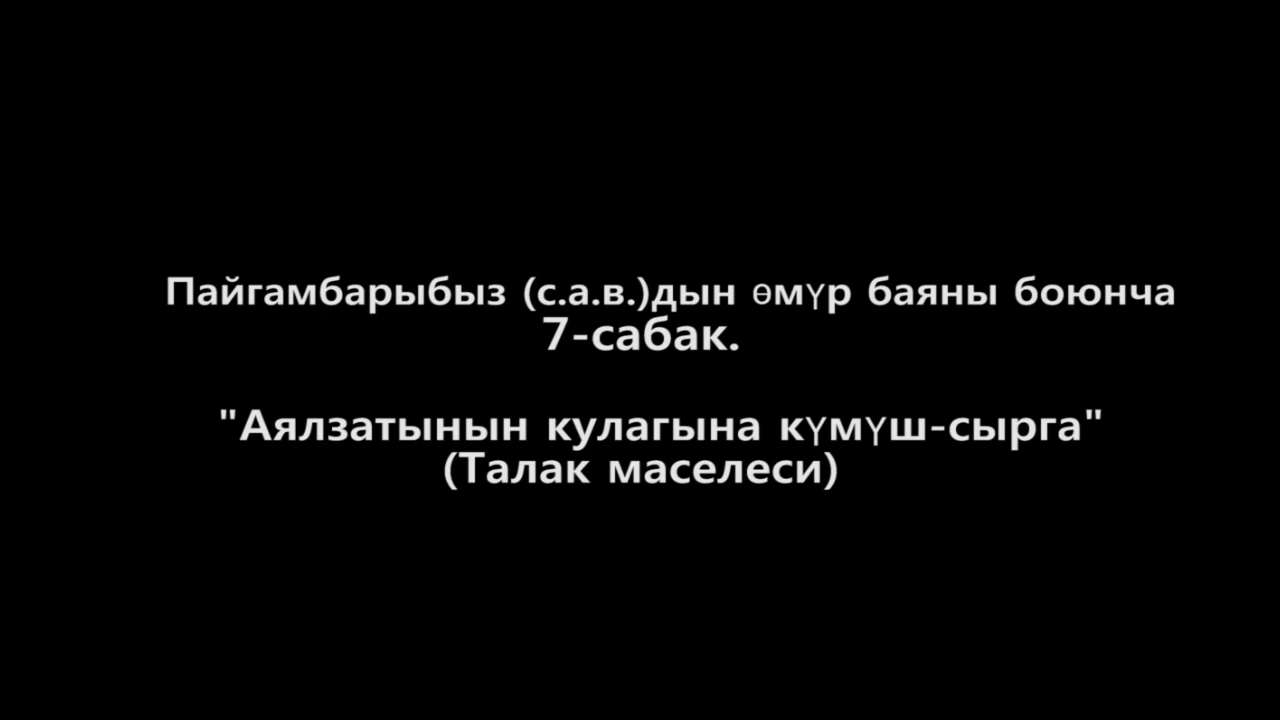 Пайгамбарыбыз (с.а.в.)дын өмүр баяны боюнча
7-сабак.
"Аялзатынын кулагына күмүш-сырга"
(Талак маселеси)